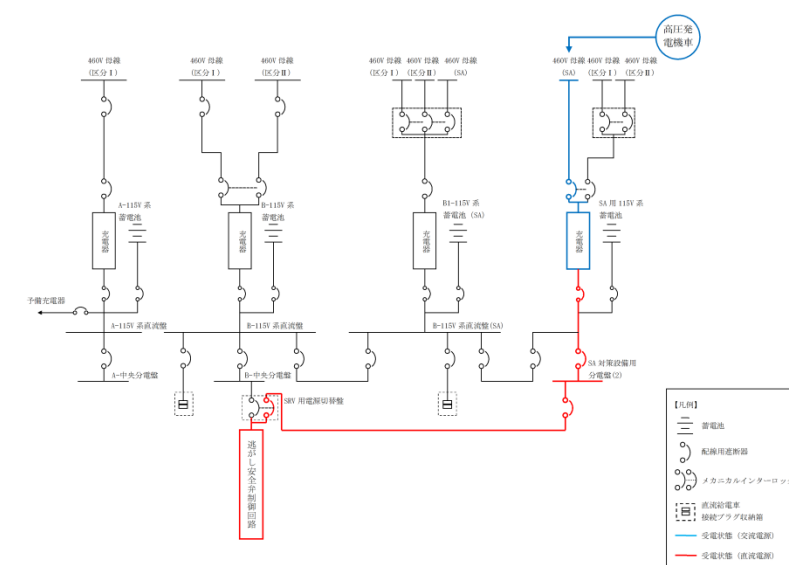 高圧発
電機車
460V 母線
(区分Ⅰ)
460V 母線
(区分Ⅰ)
460V 母線
(区分Ⅱ)
460V 母線
(区分Ⅰ)
460V 母線
(区分Ⅱ)
460V 母線
(SA)
460V 母線
(SA)
460V 母線
(区分Ⅰ)
460V 母線
(区分Ⅱ)
A-115V 系
蓄電池
充電器
B-115V 系
蓄電池
充電器
B1-115V 系
蓄電池 (SA)
充電器
SA 用 115V 系
蓄電池
充電器
予備充電器
A-115V 系直流盤
B-115V 系直流盤
B-115V 系直流盤(SA)
A-中央分電盤
B-中央分電盤
SA 対策設備用
分電盤(2)
SRV 用電源切替盤
逃がし安全弁制御回路
【凡例】
蓄電池
配線用遮断器
メカニカルインターロッ
直流給電車
接続プラグ収納箱
受電状態 (交流電源)
受電状態 (直流電源)